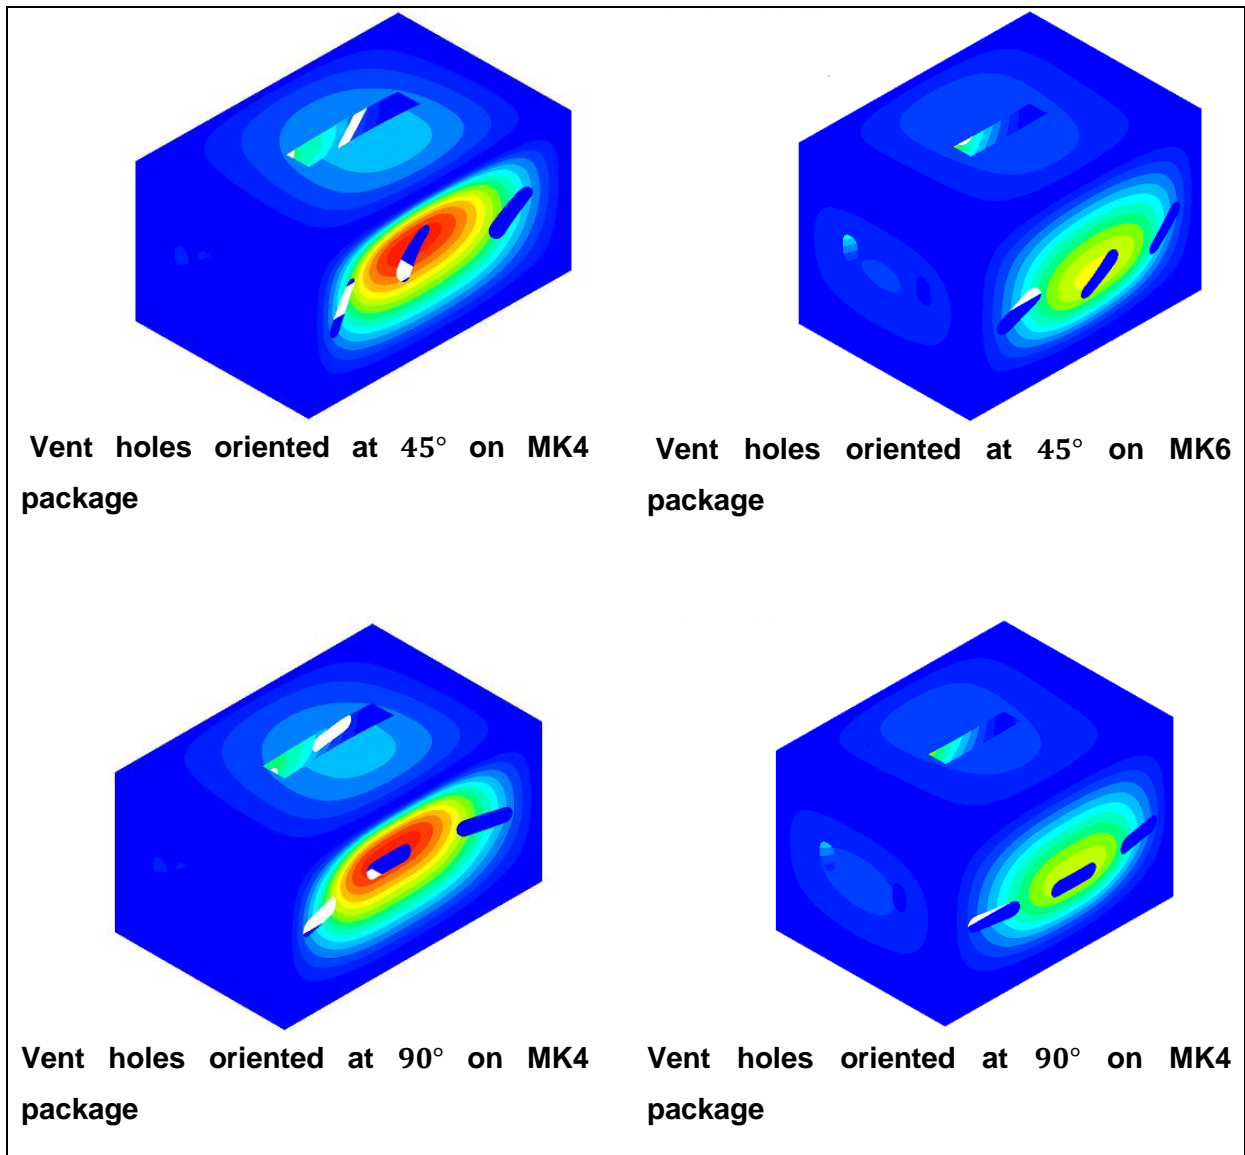 Vent holes oriented at 45° on MK4
package
Vent holes oriented at 45° on MK6
package
Vent holes oriented at 90° on MK4
package
Vent holes oriented at 90° on MK4
package